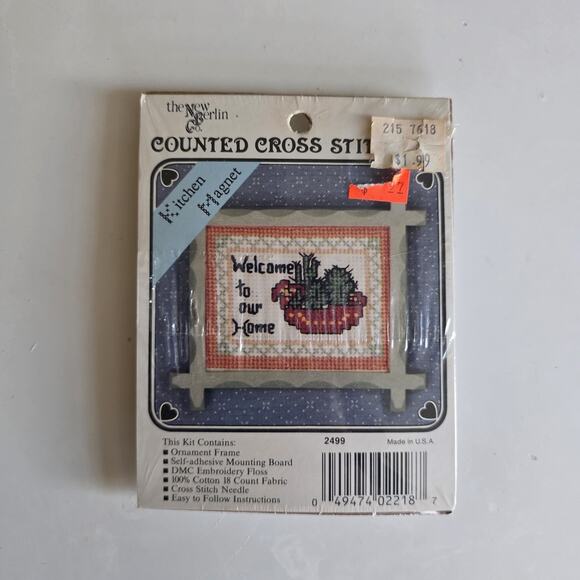 the New
Berlin
Co.
COUNTED CROSS
215 7618
$1.99
Kitchen
Magnet
Welcome
to
our
Home
This Kit Contains:
■ Ornament Frame
■ Self-adhesive Mounting Board
■ DMC Embroidery Floss
■ 100% Cotton 18 Count Fabric
■ Cross Stitch Needle
■ Easy to Follow Instructions
2499
Made in U.S.A.
0 49474 02218 7